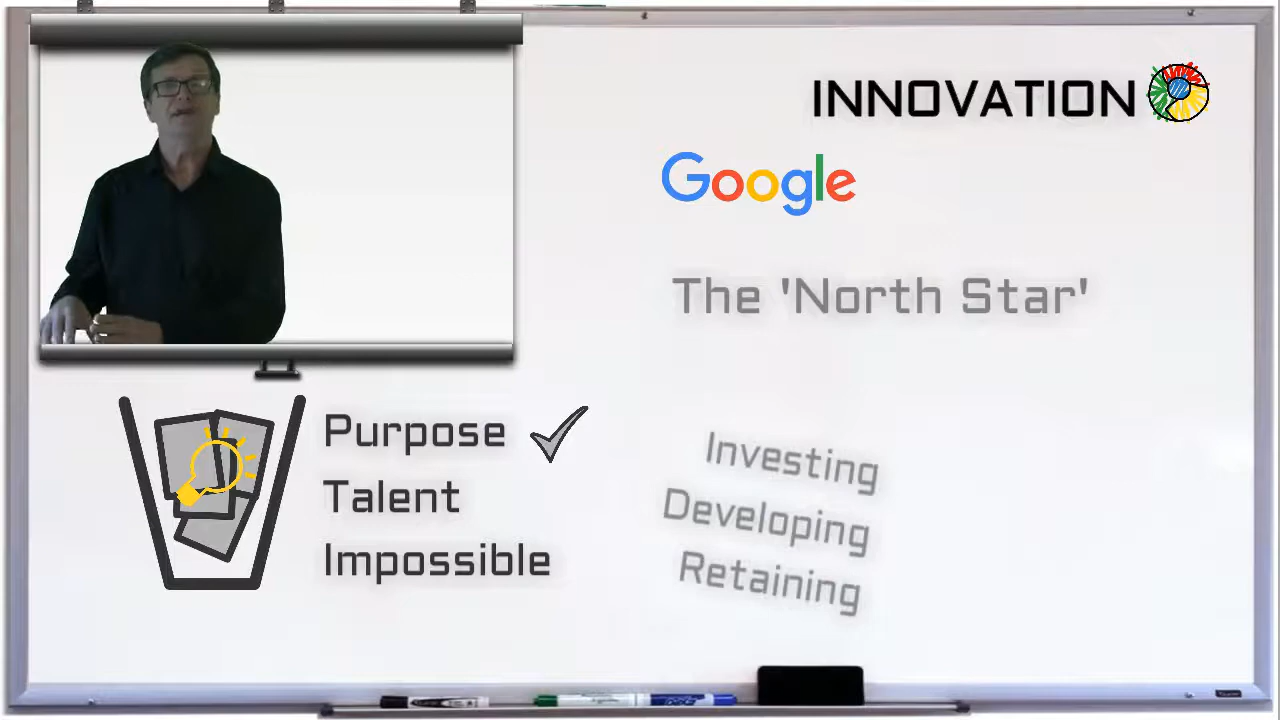 INNOVATION
Google
The 'North Star'
Purpose
Talent
Impossible
Investing
Developing
Retaining